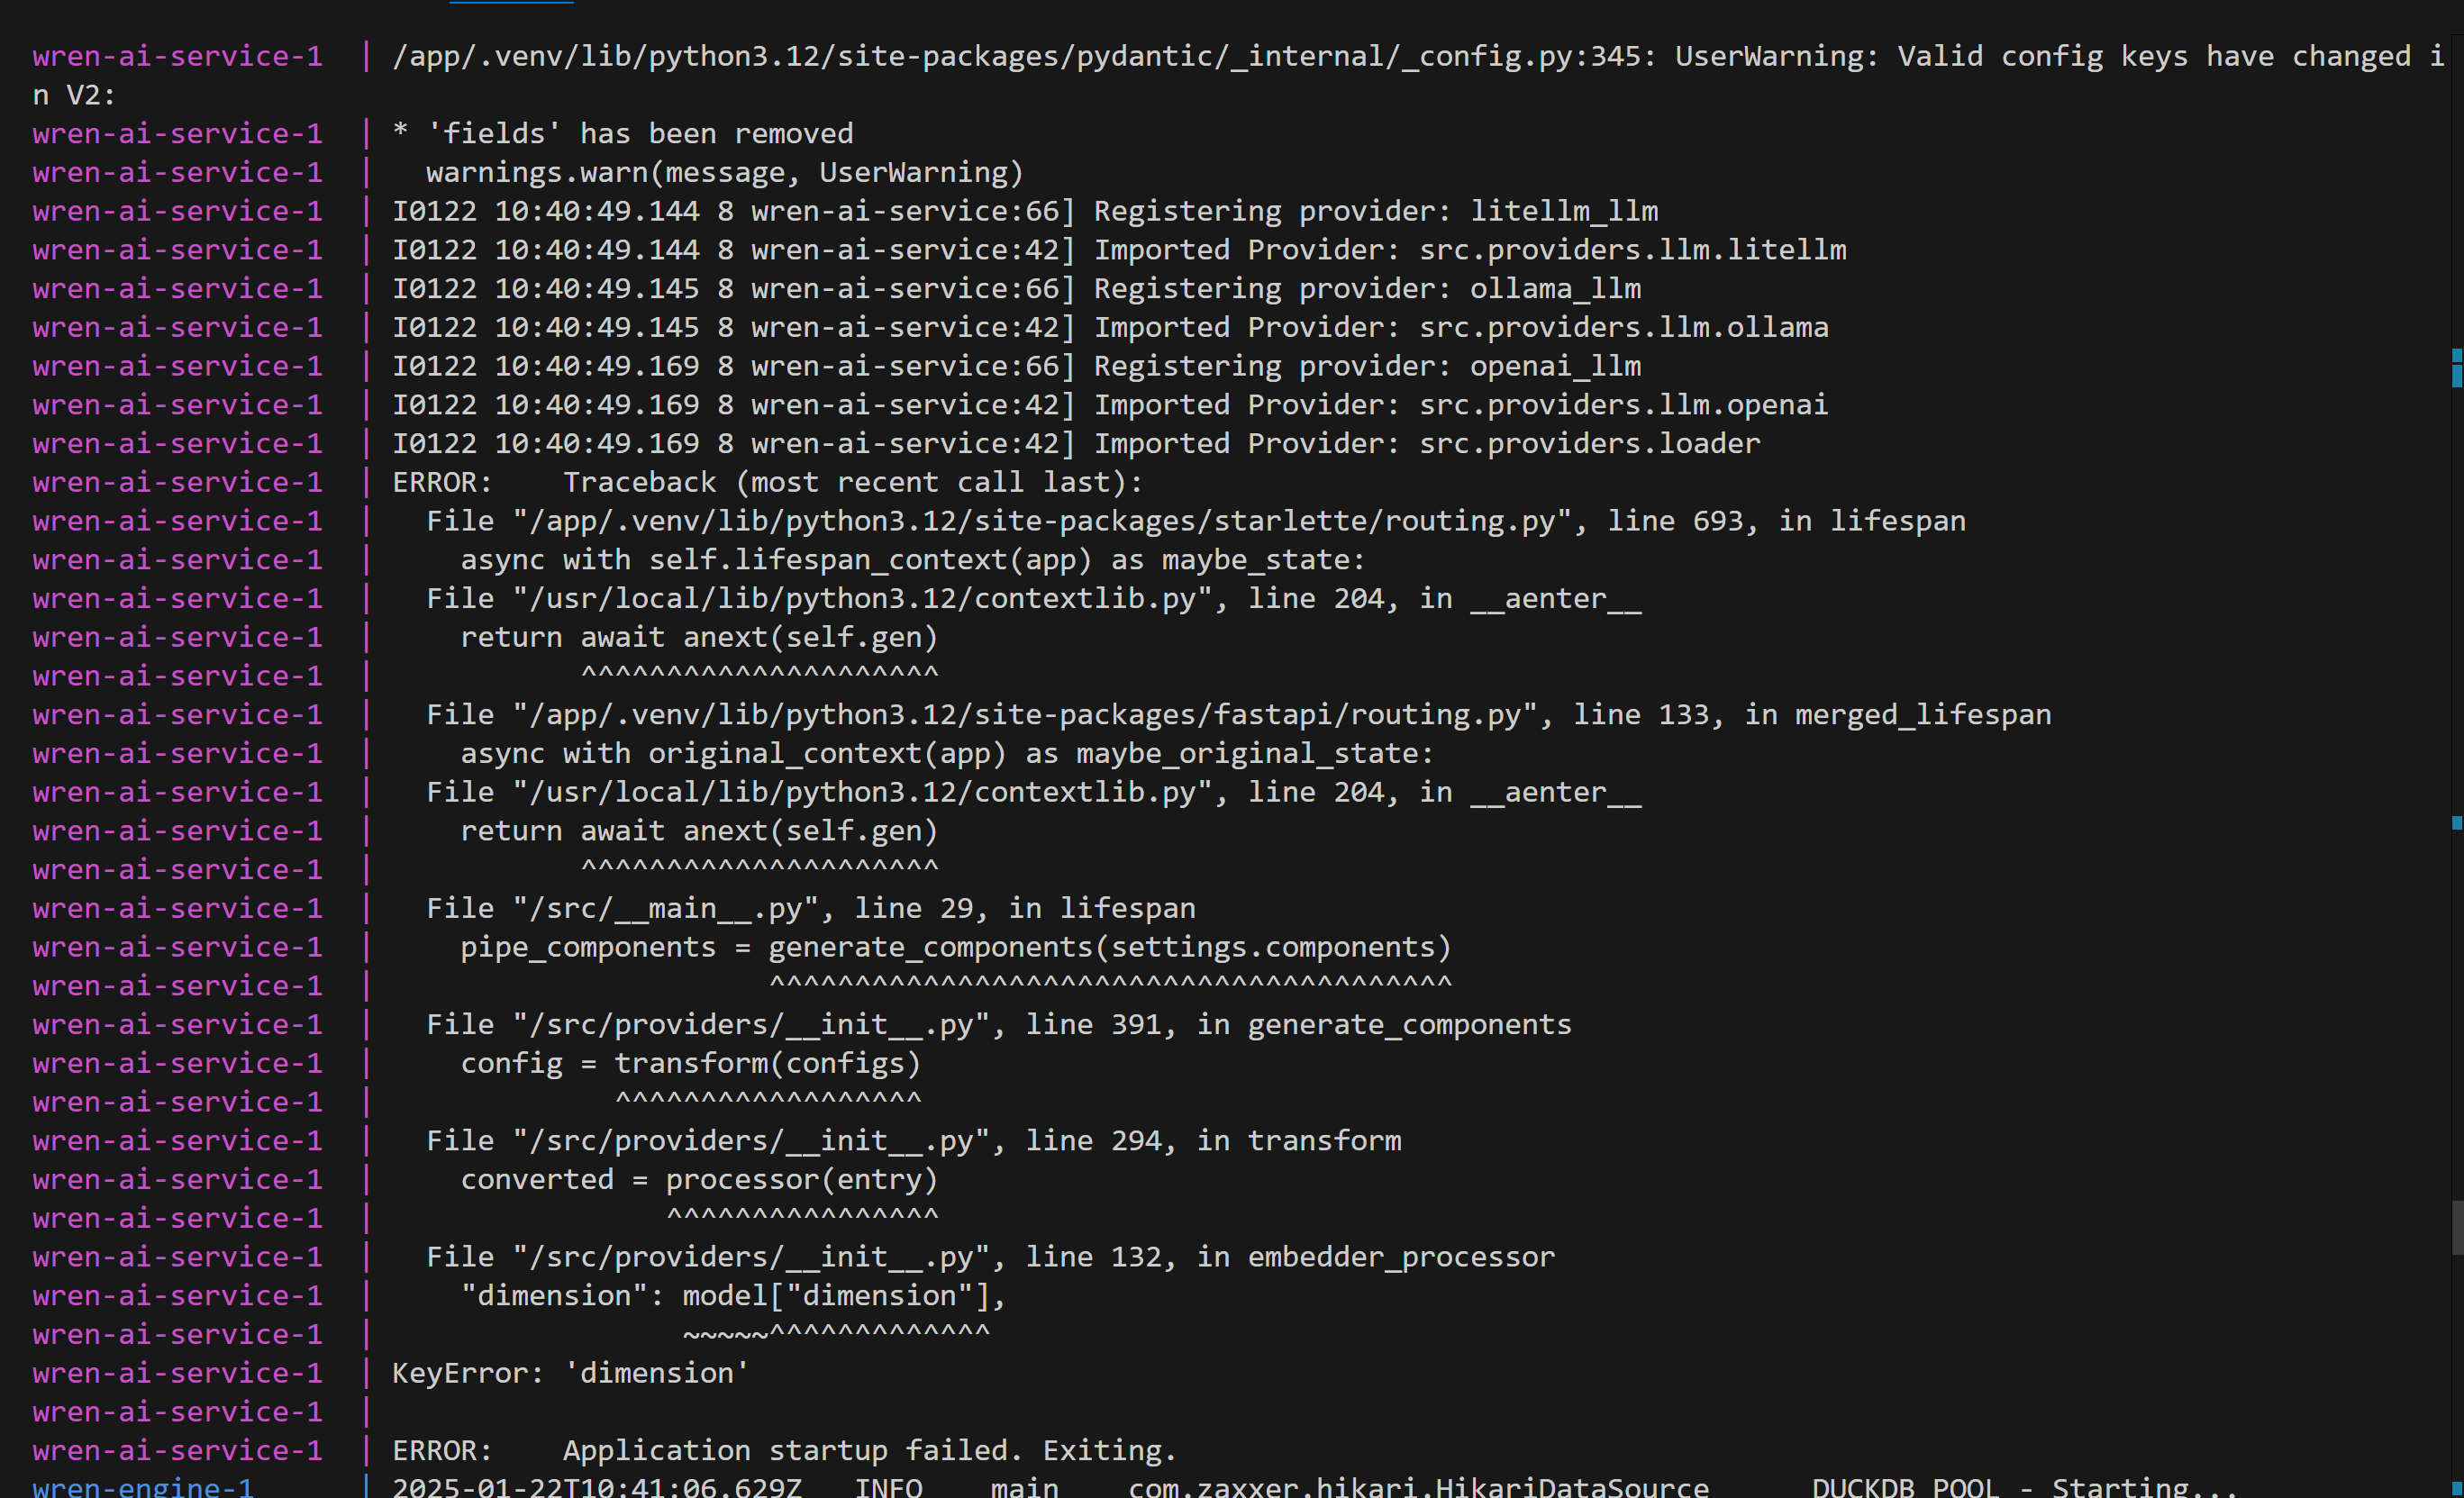 wren-ai-service-1  | /app/.venv/lib/python3.12/site-packages/pydantic/_internal/_config.py:345: UserWarning: Valid config keys have changed i
n V2:
wren-ai-service-1  | * 'fields' has been removed
wren-ai-service-1  |   warnings.warn(message, UserWarning)
wren-ai-service-1  | I0122 10:40:49.144 8 wren-ai-service:66] Registering provider: litellm_llm
wren-ai-service-1  | I0122 10:40:49.144 8 wren-ai-service:42] Imported Provider: src.providers.llm.litellm
wren-ai-service-1  | I0122 10:40:49.145 8 wren-ai-service:66] Registering provider: ollama_llm
wren-ai-service-1  | I0122 10:40:49.145 8 wren-ai-service:42] Imported Provider: src.providers.llm.ollama
wren-ai-service-1  | I0122 10:40:49.169 8 wren-ai-service:66] Registering provider: openai_llm
wren-ai-service-1  | I0122 10:40:49.169 8 wren-ai-service:42] Imported Provider: src.providers.llm.openai
wren-ai-service-1  | I0122 10:40:49.169 8 wren-ai-service:42] Imported Provider: src.providers.loader
wren-ai-service-1  | ERROR:    Traceback (most recent call last):
wren-ai-service-1  |   File "/app/.venv/lib/python3.12/site-packages/starlette/routing.py", line 693, in lifespan
wren-ai-service-1  |     async with self.lifespan_context(app) as maybe_state:
wren-ai-service-1  |   File "/usr/local/lib/python3.12/contextlib.py", line 204, in __aenter__
wren-ai-service-1  |     return await anext(self.gen)
wren-ai-service-1  |            ^^^^^^^^^^^^^^^^^^^^^
wren-ai-service-1  |   File "/app/.venv/lib/python3.12/site-packages/fastapi/routing.py", line 133, in merged_lifespan
wren-ai-service-1  |     async with original_context(app) as maybe_original_state:
wren-ai-service-1  |   File "/usr/local/lib/python3.12/contextlib.py", line 204, in __aenter__
wren-ai-service-1  |     return await anext(self.gen)
wren-ai-service-1  |            ^^^^^^^^^^^^^^^^^^^^^
wren-ai-service-1  |   File "/src/__main__.py", line 29, in lifespan
wren-ai-service-1  |     pipe_components = generate_components(settings.components)
wren-ai-service-1  |                       ^^^^^^^^^^^^^^^^^^^^^^^^^^^^^^^^^^^^^^^^
wren-ai-service-1  |   File "/src/providers/__init__.py", line 391, in generate_components
wren-ai-service-1  |     config = transform(configs)
wren-ai-service-1  |              ^^^^^^^^^^^^^^^^^^
wren-ai-service-1  |   File "/src/providers/__init__.py", line 294, in transform
wren-ai-service-1  |     converted = processor(entry)
wren-ai-service-1  |                 ^^^^^^^^^^^^^^^^
wren-ai-service-1  |   File "/src/providers/__init__.py", line 132, in embedder_processor
wren-ai-service-1  |     "dimension": model["dimension"],
wren-ai-service-1  |                  ~~~~~^^^^^^^^^^^^^
wren-ai-service-1  | KeyError: 'dimension'
wren-ai-service-1  |
wren-ai-service-1  | ERROR:    Application startup failed. Exiting.
wren-engine-1      | 2025-01-22T10:41:06.629Z   INFO    main    com.zaxxer.hikari.HikariDataSource      DUCKDB_POOL - Starting...